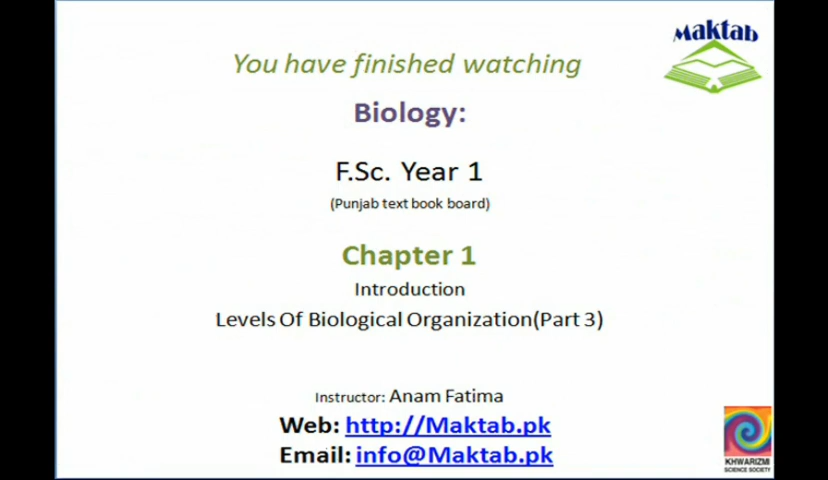 Maktab
You have finished watching
Biology:
F.Sc. Year 1
(Punjab text book board)
Chapter 1
Introduction
Levels Of Biological Organization(Part 3)
Instructor: Anam Fatima
Web: http://Maktab.pk
Email: info@Maktab.pk
KHWARIZMI
SCIENCE SOCIETY